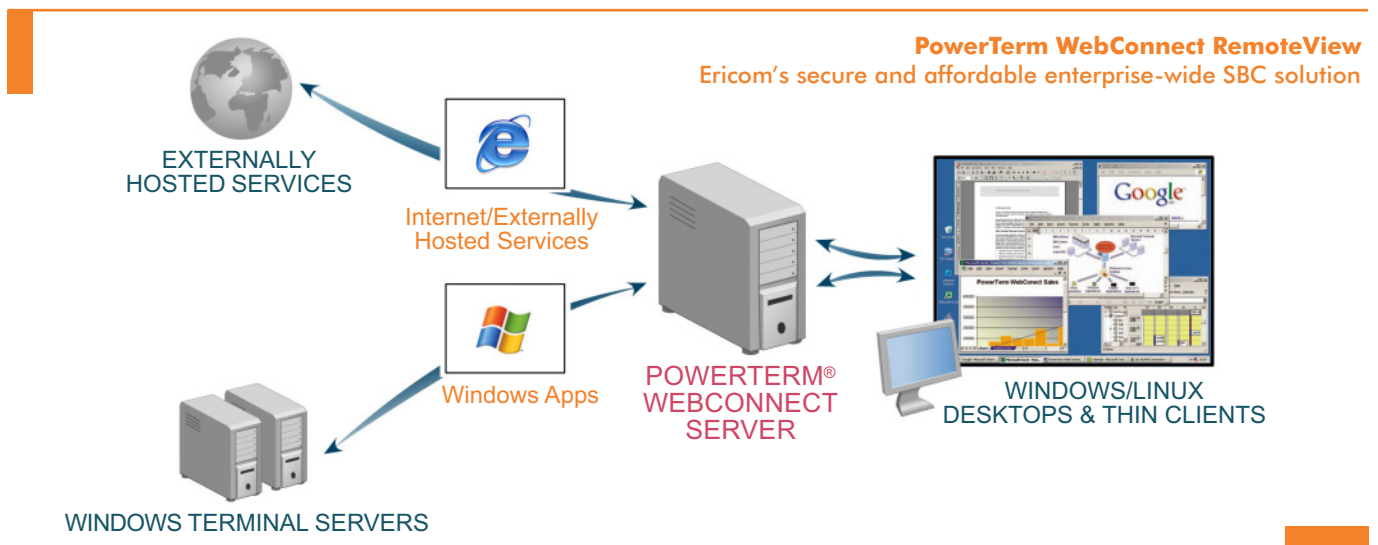 PowerTerm WebConnect RemoteView
Ericom's secure and affordable enterprise-wide SBC solution
EXTERNALLY
HOSTED SERVICES
Internet/Externally
Hosted Services
Google
PowerTerm WebConnect Sales
Windows Apps
POWERTERM®
WEBCONNECT
SERVER
WINDOWS/LINUX
DESKTOPS & THIN CLIENTS
WINDOWS TERMINAL SERVERS